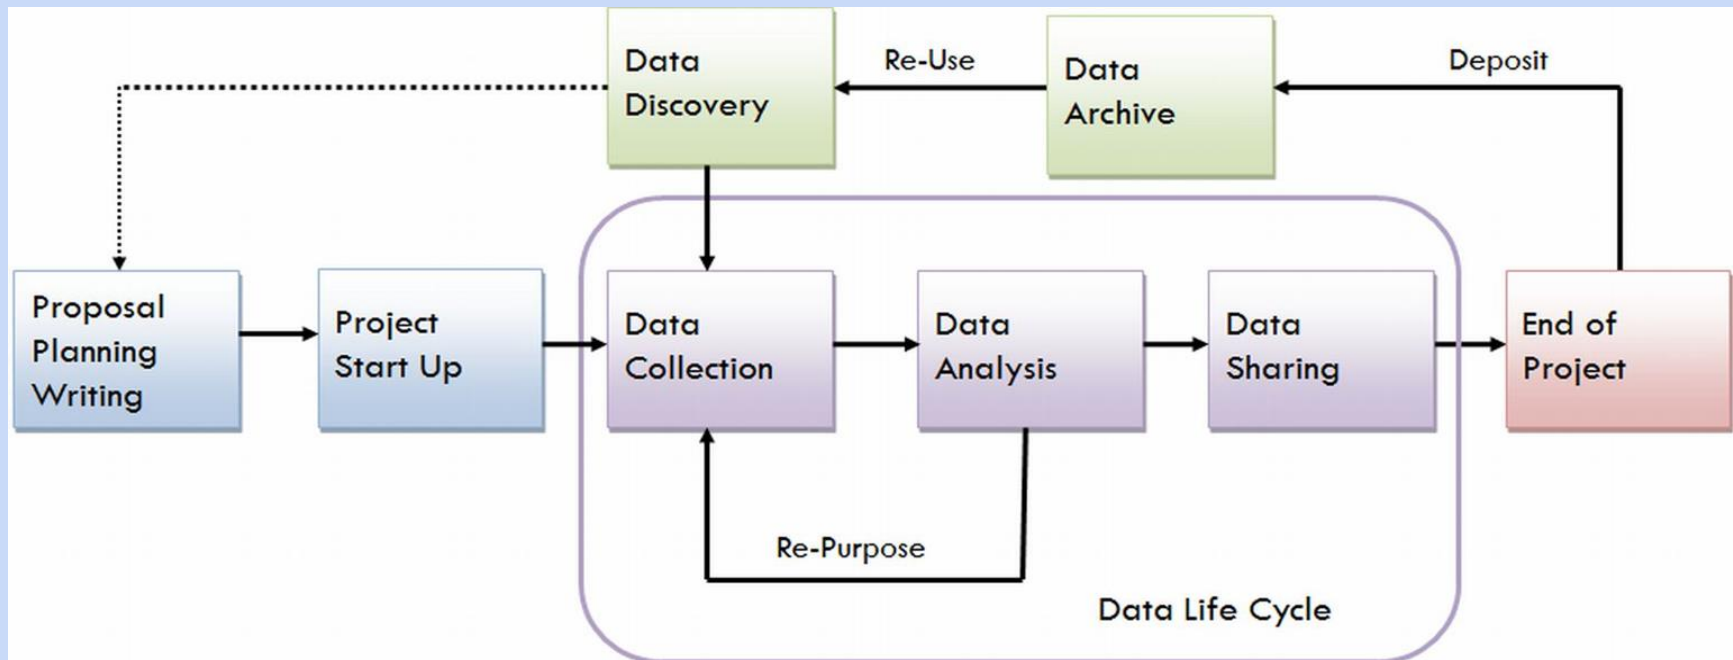 Data
Discovery
Re-Use
Data
Archive
Deposit
Proposal
Planning
Writing
Project
Start Up
Data
Collection
Data
Analysis
Data
Sharing
End of
Project
Re-Purpose
Data Life Cycle